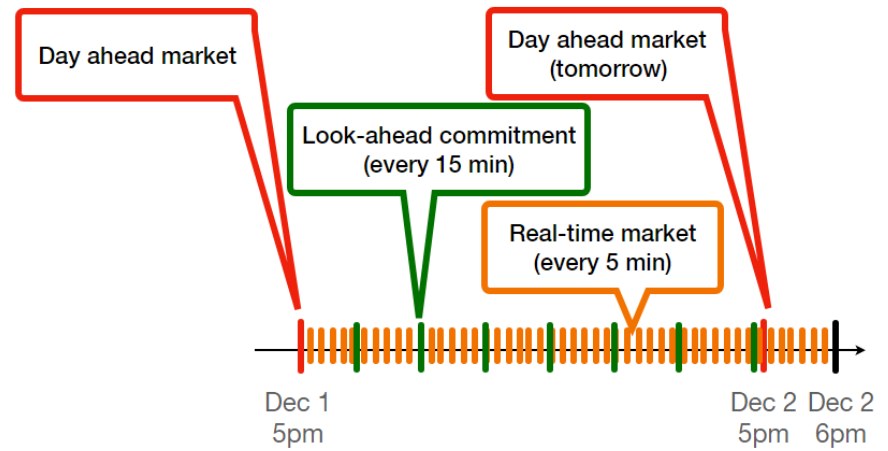 Day ahead market
Day ahead market
(tomorrow)
Look-ahead commitment
(every 15 min)
Real-time market
(every 5 min)
Dec 1
5pm
Dec 2
5pm
Dec 2
6pm